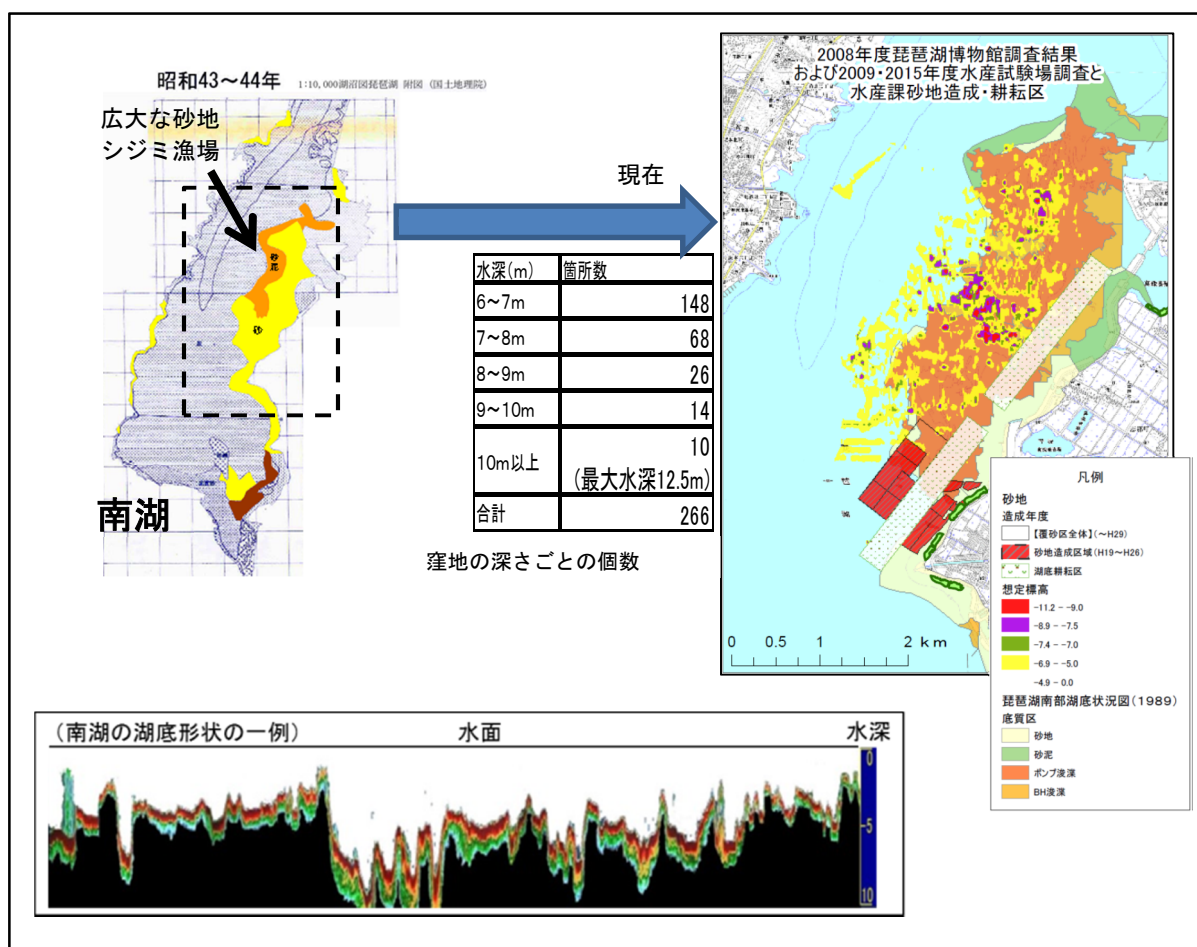 昭和43～44年
1:10,000湖沼図琵琶湖 附図 (国土地理院)
広大な砂地
シジミ漁場
砂泥
砂
南湖
現在
水深(m) 箇所数
6～7m 148
7～8m 68
8～9m 26
9～10m 14
10m以上 10
(最大水深12.5m)
合計 266
窪地の深さごとの個数
2008年度琵琶湖博物館調査結果
および2009・2015年度水産試験場調査と
水産課砂地造成・耕転区
0 0.5 1 2 km
凡例
砂地
造成年度
【覆砂区全体】(～H29)
砂地造成区域(H19～H26)
湖底耕転区
想定標高
-11.2 - -9.0
-8.9 - -7.5
-7.4 - -7.0
-6.9 - -5.0
-4.9 - 0.0
琵琶湖南部湖底状況図(1989)
底質区
砂地
砂泥
ポンプ浚渫
BH浚渫
(南湖の湖底形状の一例) 水面 水深
0
-5
10